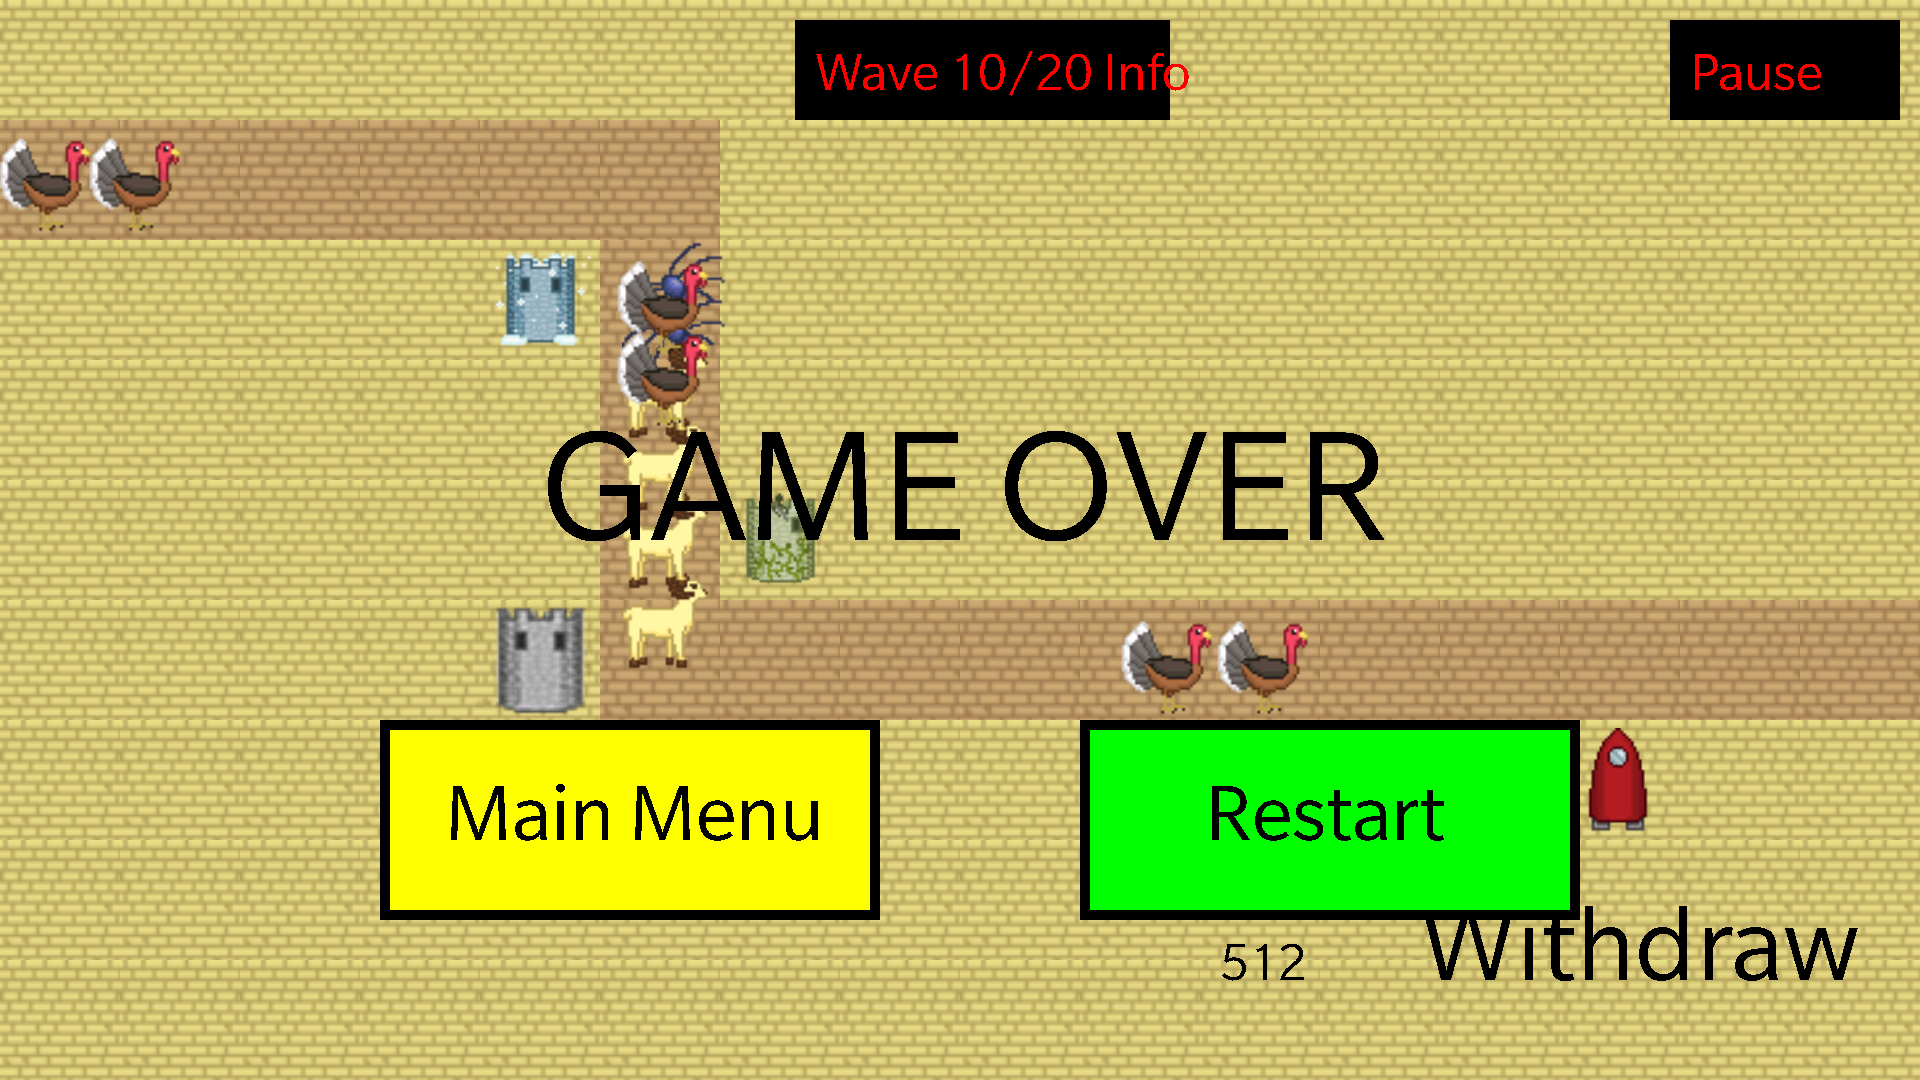 Wave 10/20 Info
Pause
GAME OVER
Main Menu
Restart
512
Withdraw